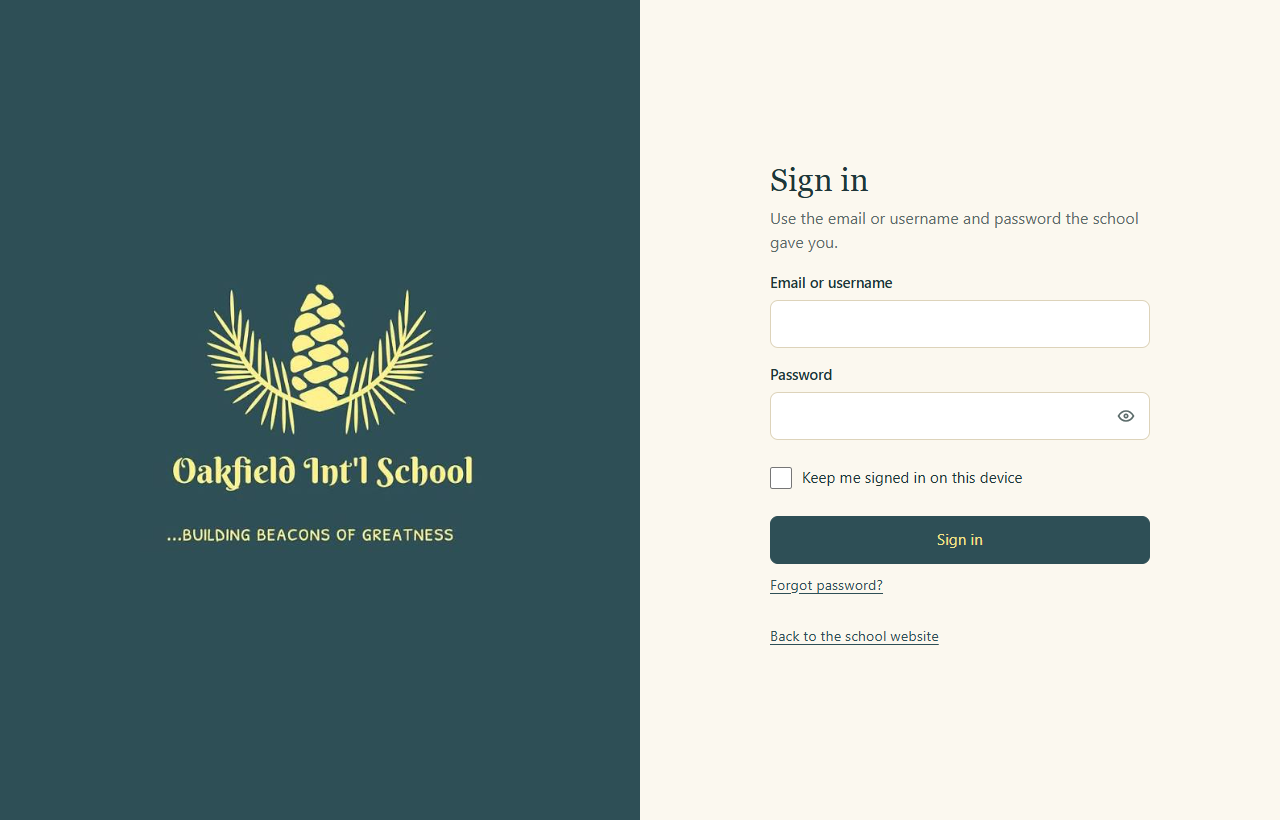 Oakfield Int'l School
...BUILDING BEACONS OF GREATNESS
Sign in
Use the email or username and password the school
gave you.
Email or username
Password
Keep me signed in on this device
Sign in
Forgot password?
Back to the school website